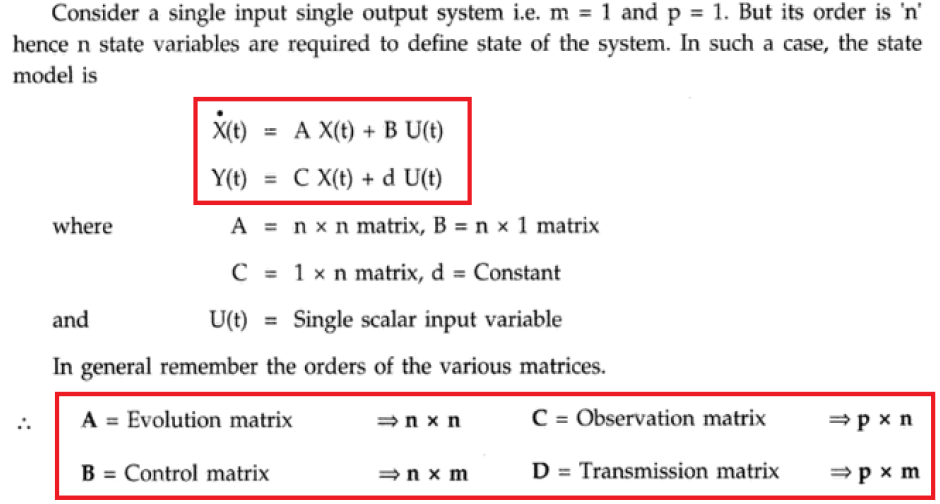 Consider a single input single output system i.e. m = 1 and p = 1. But its order is 'n'
hence n state variables are required to define state of the system. In such a case, the state
model is
Ẋ(t) = A X(t) + B U(t)
Y(t) = C X(t) + d U(t)
where A = n × n matrix, B = n × 1 matrix
C = 1 × n matrix, d = Constant
and U(t) = Single scalar input variable
In general remember the orders of the various matrices.
∴ A = Evolution matrix ⇒ n × n C = Observation matrix ⇒ p × n
B = Control matrix ⇒ n × m D = Transmission matrix ⇒ p × m